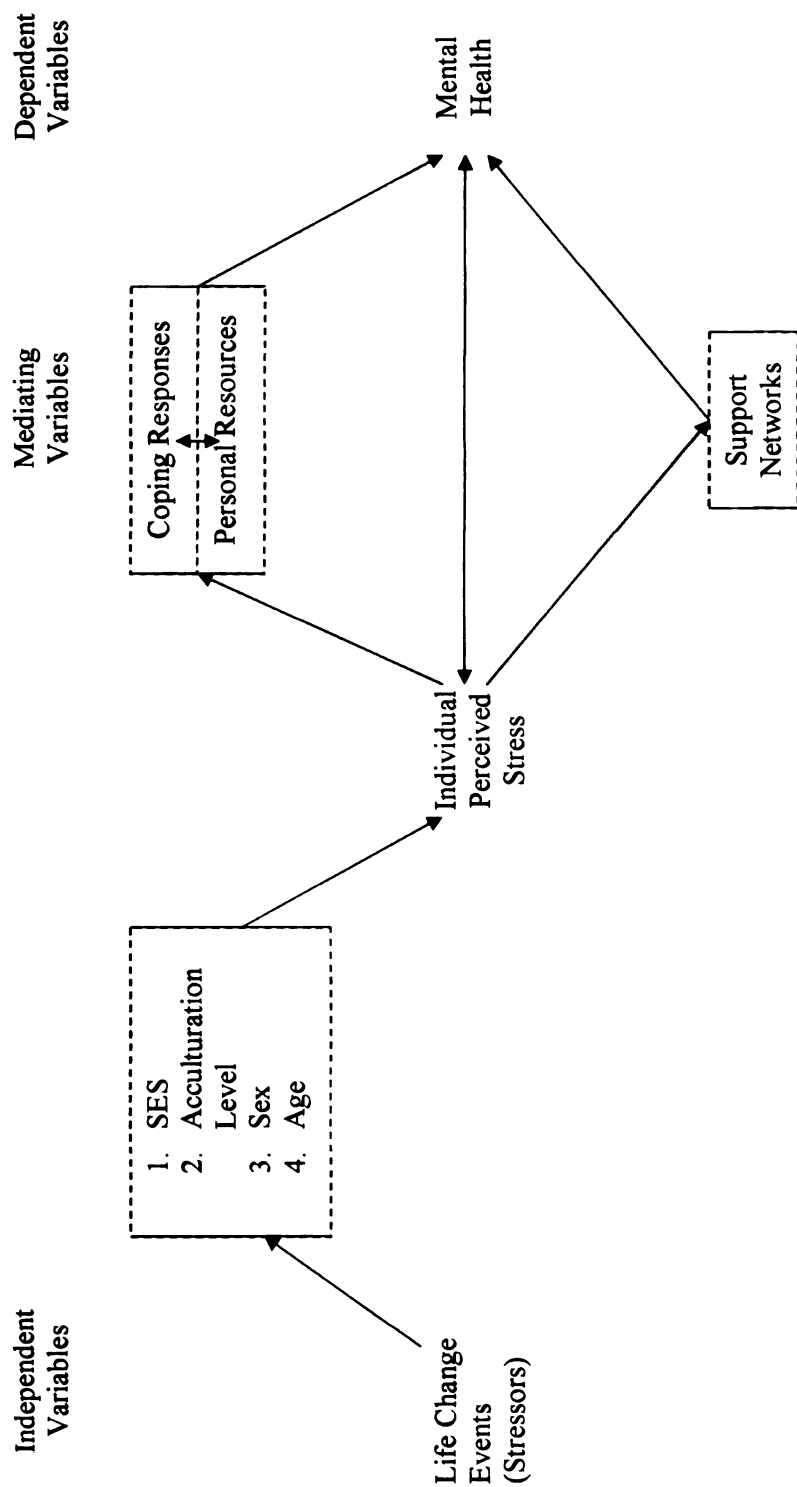 Independent
Variables
Mediating
Variables
Dependent
Variables
Life Change
Events
(Stressors)
1. SES
2. Acculturation
Level
3. Sex
4. Age
Individual
Perceived
Stress
Coping Responses
Personal Resources
Support
Networks
Mental
Health